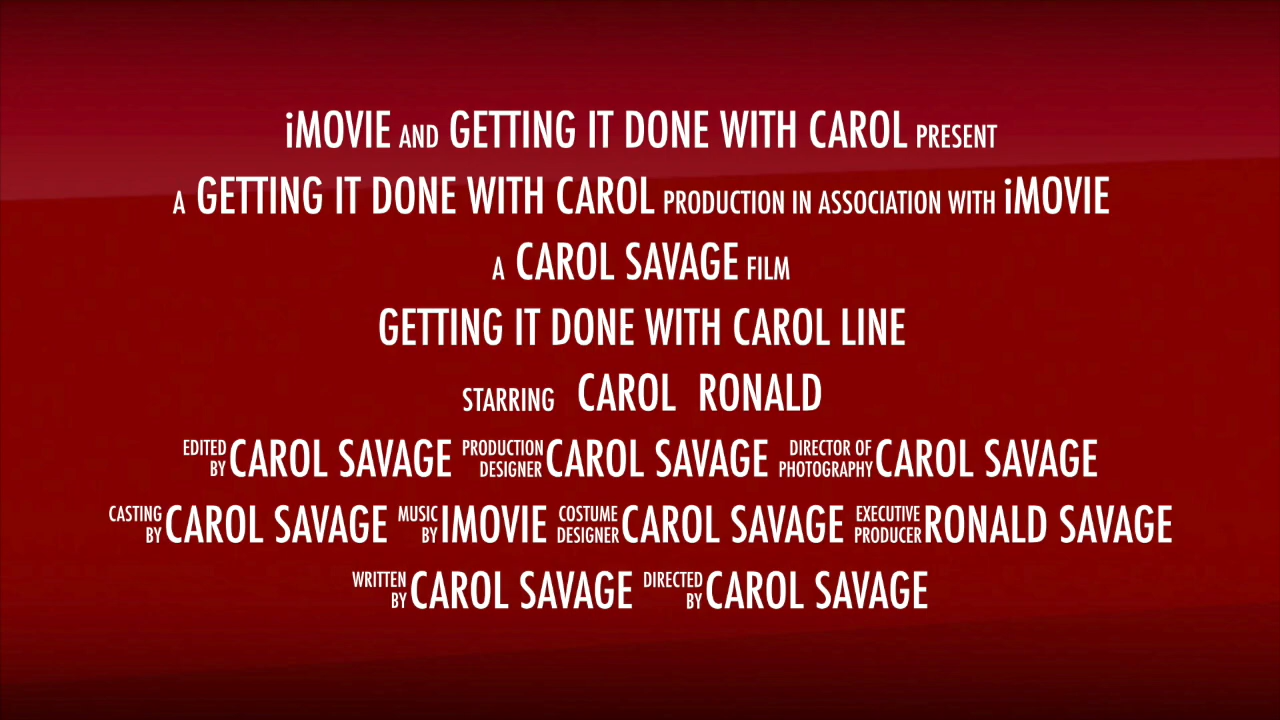 iMOVIE AND GETTING IT DONE WITH CAROL PRESENT
A GETTING IT DONE WITH CAROL PRODUCTION IN ASSOCIATION WITH iMOVIE
A CAROL SAVAGE FILM
GETTING IT DONE WITH CAROL LINE
STARRING CAROL RONALD
EDITED BY CAROL SAVAGE PRODUCTION DESIGNER CAROL SAVAGE DIRECTOR OF PHOTOGRAPHY CAROL SAVAGE
CASTING BY CAROL SAVAGE MUSIC BY IMOVIE COSTUME DESIGNER CAROL SAVAGE EXECUTIVE PRODUCER RONALD SAVAGE
WRITTEN BY CAROL SAVAGE DIRECTED BY CAROL SAVAGE